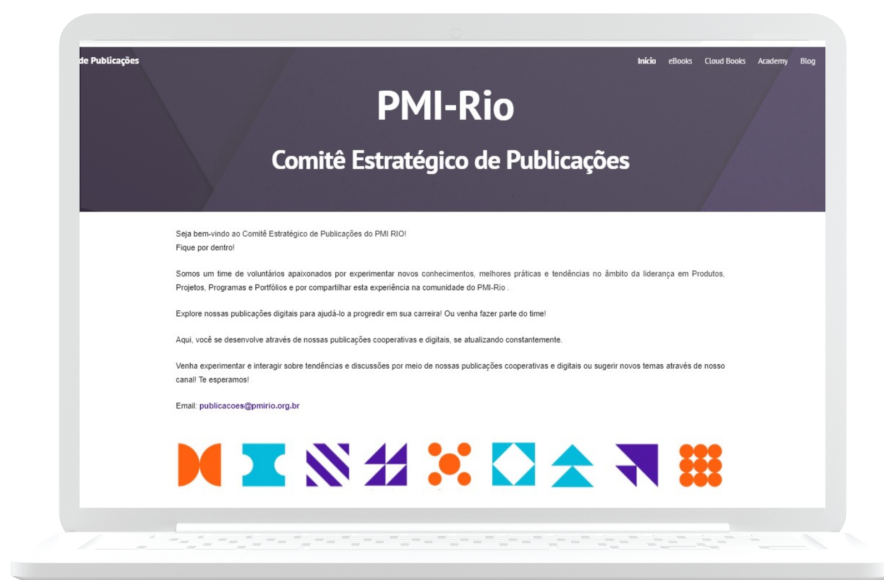 de Publicações
Início eBooks Cloud Books Academy Blog
PMI-Rio
Comitê Estratégico de Publicações
Seja bem-vindo ao Comitê Estratégico de Publicações do PMI RIO!
Fique por dentro!
Somos um time de voluntários apaixonados por experimentar novos conhecimentos, melhores práticas e tendências no âmbito da liderança em Produtos,
Projetos, Programas e Portfólios e por compartilhar esta experiência na comunidade do PMI-Rio .
Explore nossas publicações digitais para ajudá-lo a progredir em sua carreira! Ou venha fazer parte do time!
Aqui, você se desenvolve através de nossas publicações cooperativas e digitais, se atualizando constantemente.
Venha experimentar e interagir sobre tendências e discussões por meio de nossas publicações cooperativas e digitais ou sugerir novos temas através de nosso
canal! Te esperamos!
Email: publicacoes@pmirio.org.br